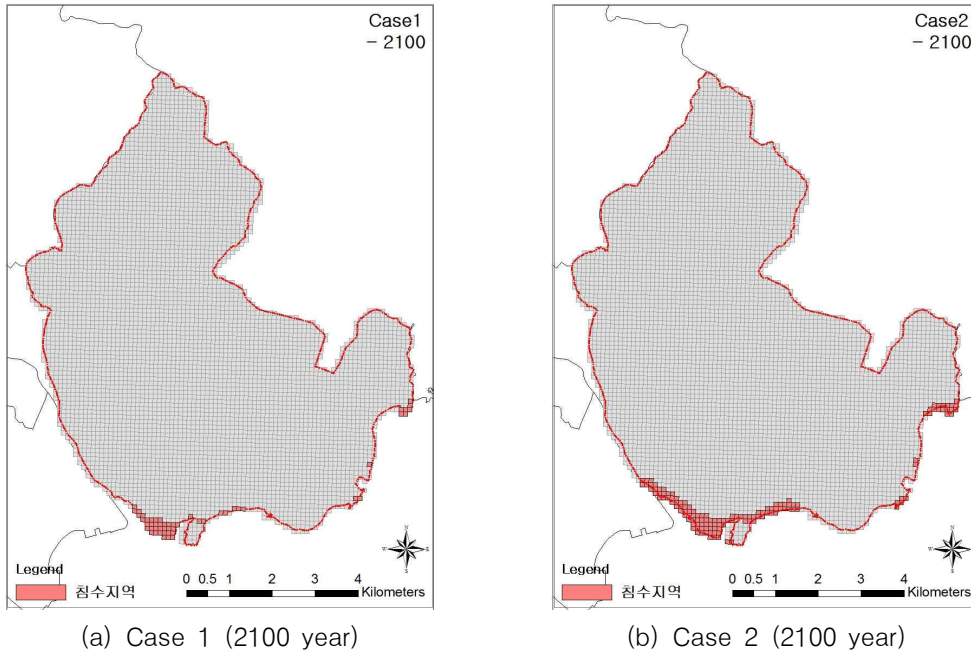 Case1
- 2100
N
W
E
S
Legend
침수지역
0 0.5 1 2 3 4
Kilometers
(a) Case 1 (2100 year)
Case2
- 2100
N
W
E
S
Legend
침수지역
0 0.5 1 2 3 4
Kilometers
(b) Case 2 (2100 year)